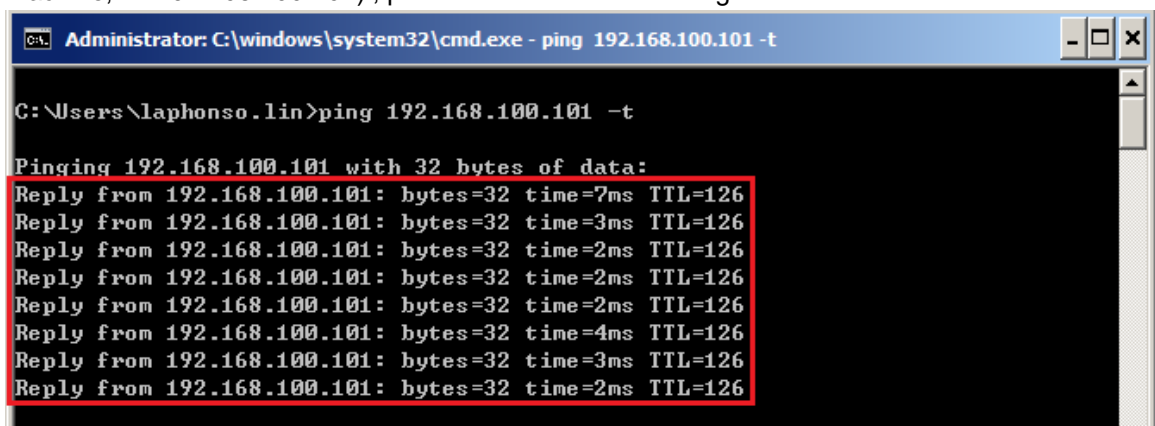 Administrator: C:\windows\system32\cmd.exe - ping 192.168.100.101 -t
C:\Users\laphonso.lin>ping 192.168.100.101 -t
Pinging 192.168.100.101 with 32 bytes of data:
Reply from 192.168.100.101: bytes=32 time=7ms TTL=126
Reply from 192.168.100.101: bytes=32 time=3ms TTL=126
Reply from 192.168.100.101: bytes=32 time=2ms TTL=126
Reply from 192.168.100.101: bytes=32 time=2ms TTL=126
Reply from 192.168.100.101: bytes=32 time=2ms TTL=126
Reply from 192.168.100.101: bytes=32 time=4ms TTL=126
Reply from 192.168.100.101: bytes=32 time=3ms TTL=126
Reply from 192.168.100.101: bytes=32 time=2ms TTL=126